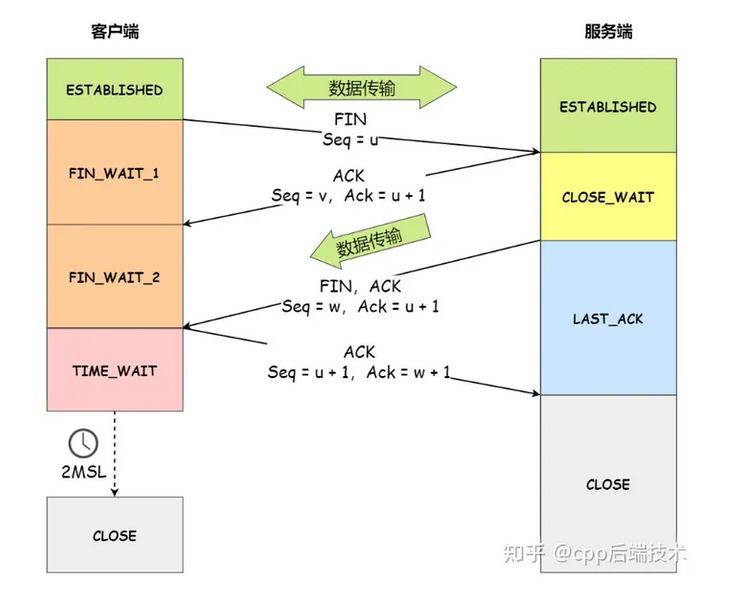 客户端
服务端
ESTABLISHED
数据传输
ESTABLISHED
FIN
Seq = u
FIN_WAIT_1
ACK
Seq = v, Ack = u + 1
CLOSE_WAIT
数据传输
FIN_WAIT_2
FIN, ACK
Seq = w, Ack = u + 1
LAST_ACK
ACK
Seq = u + 1, Ack = w + 1
TIME_WAIT
2MSL
CLOSE
CLOSE
知乎 @cpp后端技术